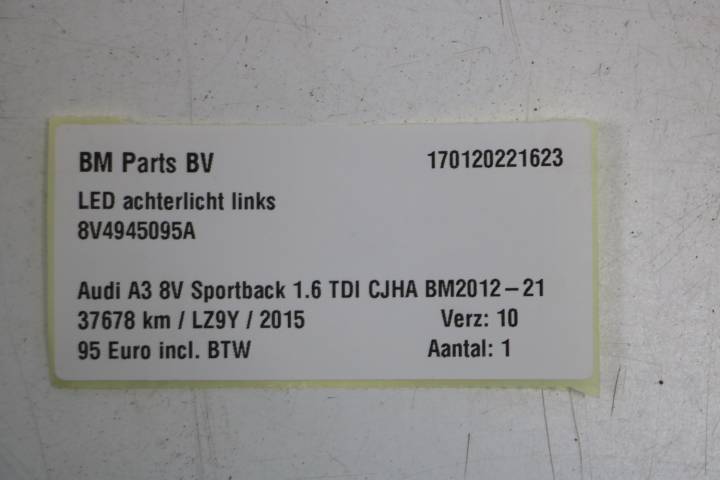 BM Parts BV 170120221623
LED achterlicht links
8V4945095A
Audi A3 8V Sportback 1.6 TDI CJHA BM2012-21
37678 km / LZ9Y / 2015 Verz: 10
95 Euro incl. BTW Aantal: 1